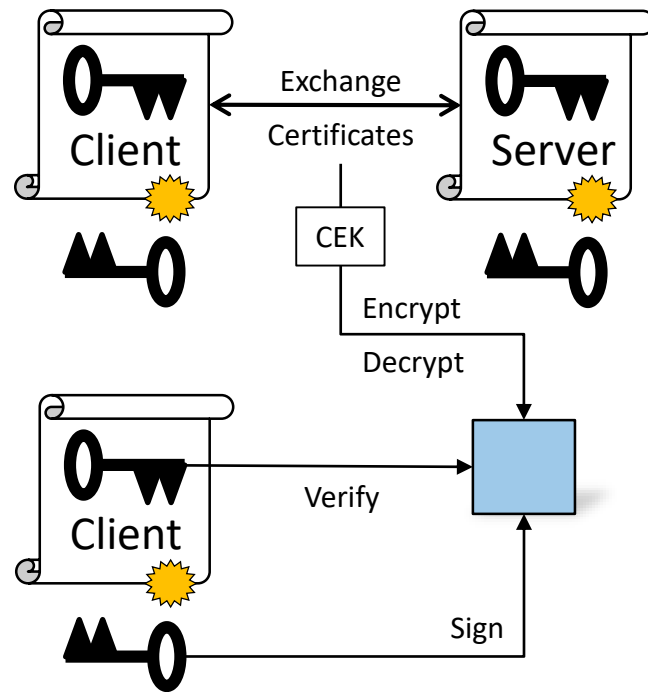 Exchange
Client
Certificates
Server
CEK
Encrypt
Decrypt
Client
Verify
Sign